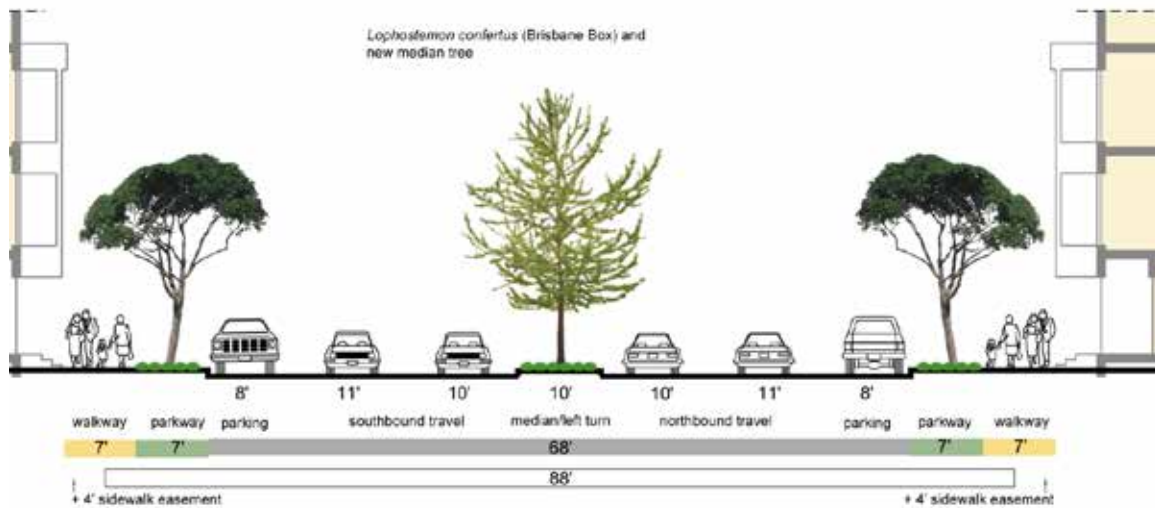 Lophostemon confertus (Brisbane Box) and
new median tree
8' 11' 10' 10' 10' 11' 8'
walkway parkway parking southbound travel median/left turn northbound travel parking parkway walkway
7' 7' 68' 7' 7'
88'
+ 4' sidewalk easement + 4' sidewalk easement